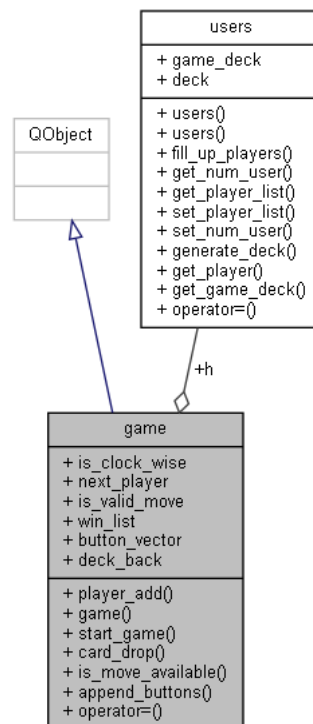 users
+ game_deck
+ deck
+ users()
+ users()
+ fill_up_players()
+ get_num_user()
+ get_player_list()
+ set_player_list()
+ set_num_user()
+ generate_deck()
+ get_player()
+ get_game_deck()
+ operator=()
QObject
+h
game
+ is_clock_wise
+ next_player
+ is_valid_move
+ win_list
+ button_vector
+ deck_back
+ player_add()
+ game()
+ start_game()
+ card_drop()
+ is_move_available()
+ append_buttons()
+ operator=()